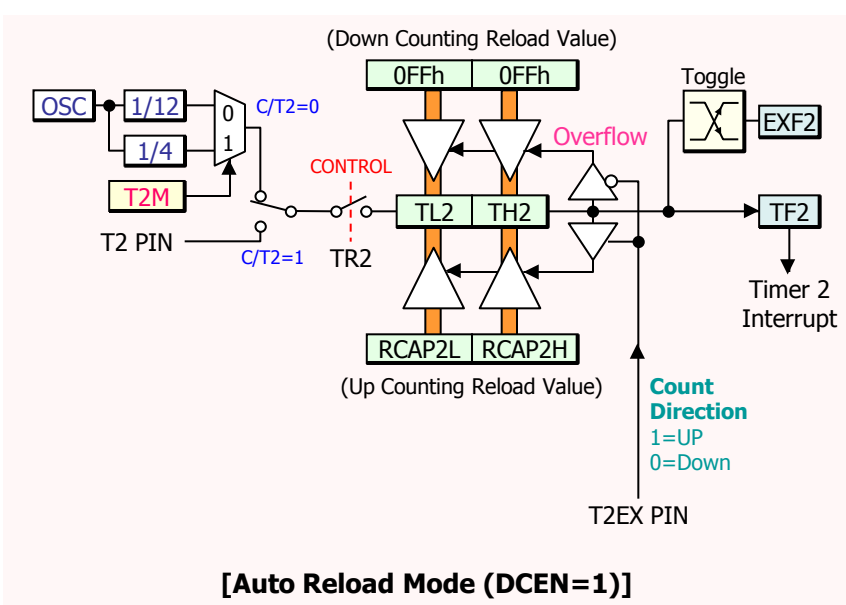 (Down Counting Reload Value)
0FFh 0FFh
Toggle
OSC 1/12 0 C/T2=0
EXF2
1/4 1
Overflow
CONTROL
T2M
TL2 TH2
TF2
T2 PIN
C/T2=1
TR2
Timer 2
Interrupt
RCAP2L RCAP2H
(Up Counting Reload Value)
Count
Direction
1=UP
0=Down
T2EX PIN
[Auto Reload Mode (DCEN=1)]